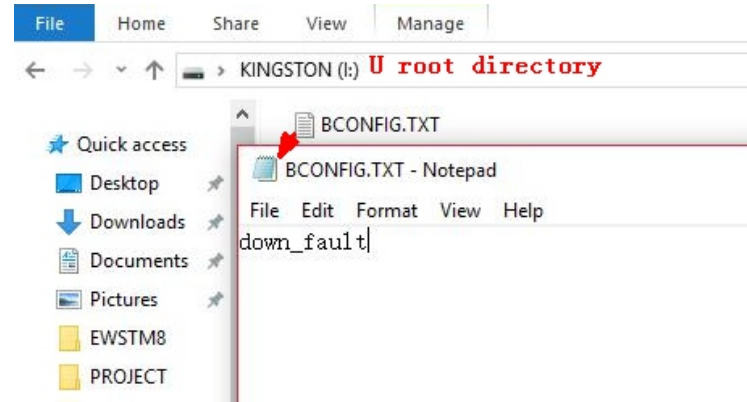 File Home Share View Manage
KINGSTON (I:) U root directory
BCONFIG.TXT
Quick access
BCONFIG.TXT - Notepad
Desktop
File Edit Format View Help
Downloads
down_fault
Documents
Pictures
EWSTM8
PROJECT